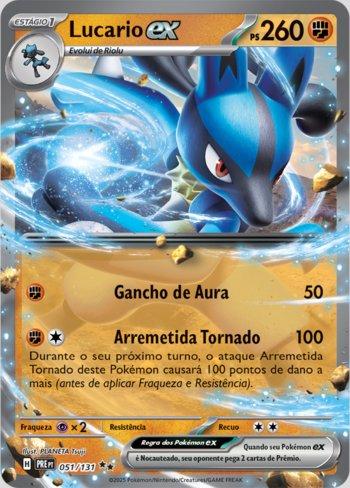 ESTÁGIO 1
Lucario ex
PS 260
Evolui de Riolu
Gancho de Aura 50
Arremetida Tornado 100
Durante o seu próximo turno, o ataque Arremetida
Tornado deste Pokémon causará 100 pontos de dano a
mais (antes de aplicar Fraqueza e Resistência).
Fraqueza ×2 Resistência Recuo
Ilust. PLANETA Tsuji
H PRE PT 051/131 ★★
Regra dos Pokémon ex
Quando seu Pokémon ex
é Nocauteado, seu oponente pega 2 cartas de Prêmio.
©2025 Pokémon/Nintendo/Creatures/GAME FREAK